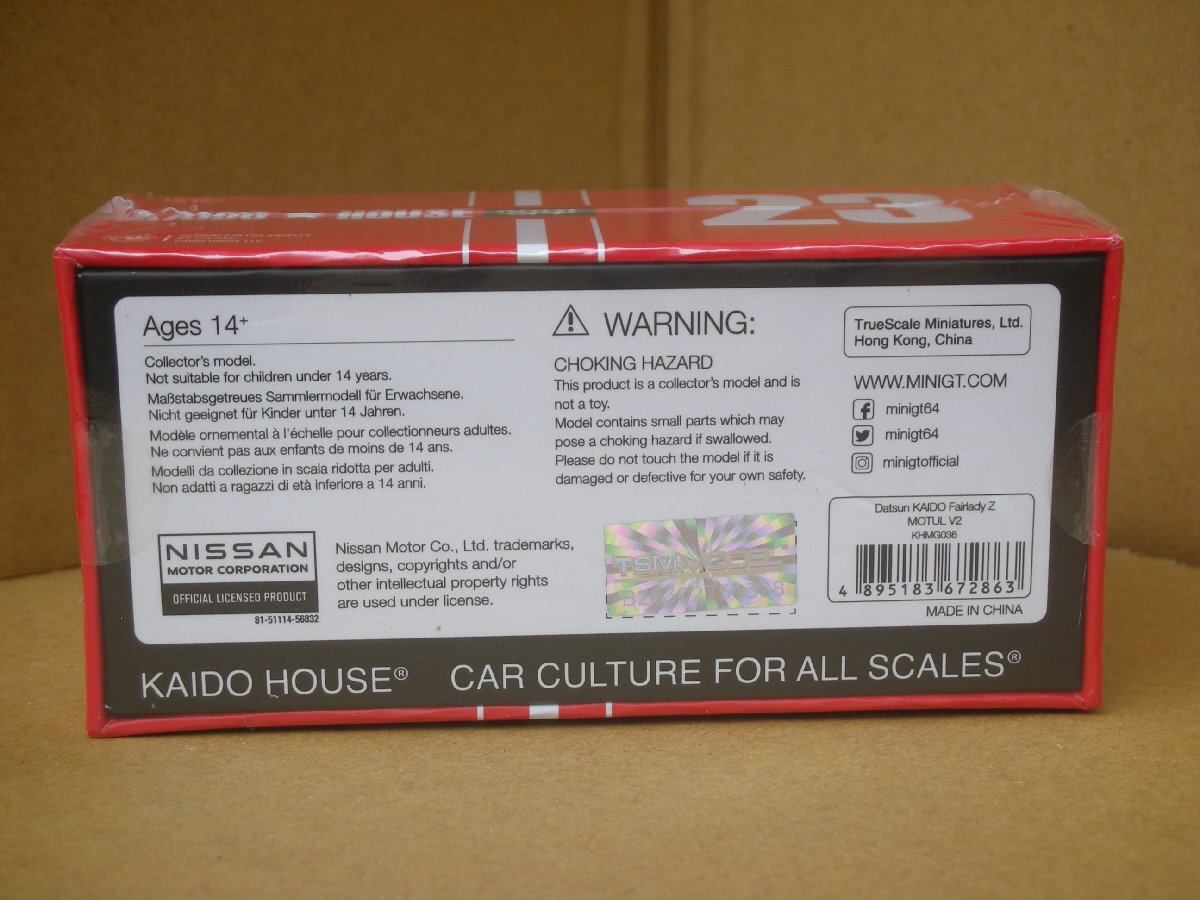 HOUSE
23
KAIDO HOUSE LLC
Ages 14+
Collector's model.
Not suitable for children under 14 years.
Maßstabsgetreues Sammlermodell für Erwachsene.
Nicht geeignet für Kinder unter 14 Jahren.
Modèle ornemental à l'échelle pour collectionneurs adultes.
Ne convient pas aux enfants de moins de 14 ans.
Modelli da collezione in scala ridotta per adulti.
Non adatti a ragazzi di età inferiore a 14 anni.
WARNING:
CHOKING HAZARD
This product is a collector's model and is
not a toy.
Model contains small parts which may
pose a choking hazard if swallowed.
Please do not touch the model if it is
damaged or defective for your own safety.
TrueScale Miniatures, Ltd.
Hong Kong, China
WWW.MINIGT.COM
minigt64
minigt64
minigtofficial
NISSAN
MOTOR CORPORATION
OFFICIAL LICENSED PRODUCT
81-51114-56832
Nissan Motor Co., Ltd. trademarks,
designs, copyrights and/or
other intellectual property rights
are used under license.
TSM MODEL
Datsun KAIDO Fairlady Z
MOTUL V2
KHMG036
4 895183 672863
MADE IN CHINA
KAIDO HOUSE® CAR CULTURE FOR ALL SCALES®